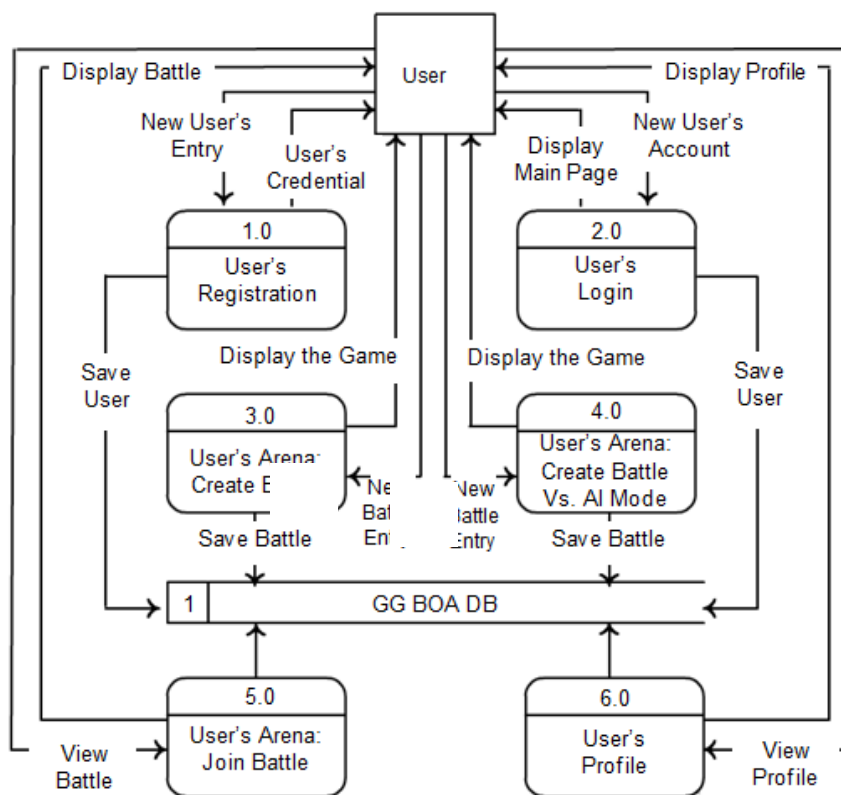 User
Display Battle
Display Profile
New User's
Entry
User's
Credential
Display
Main Page
New User's
Account
1.0
User's
Registration
2.0
User's
Login
Save
User
Display the Game
Display the Game
Save
User
3.0
User's Arena:
Create
4.0
User's Arena:
Create Battle
Vs. AI Mode
New
Entry
Save Battle
Save Battle
1
GG BOA DB
5.0
User's Arena:
Join Battle
6.0
User's
Profile
View
Battle
View
Profile